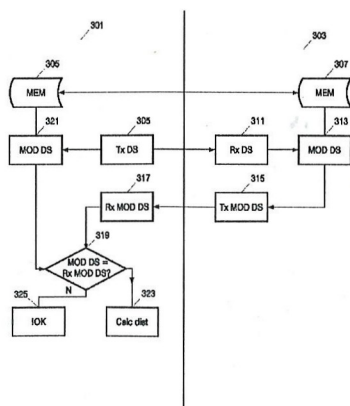 301
303
305
307
MEM
MEM
321
305
311
313
MOD DS
Tx DS
Rx DS
MOD DS
317
315
Rx MOD DS
Tx MOD DS
319
MOD DS =
Rx MOD DS?
N
325
323
!OK
Calc dist